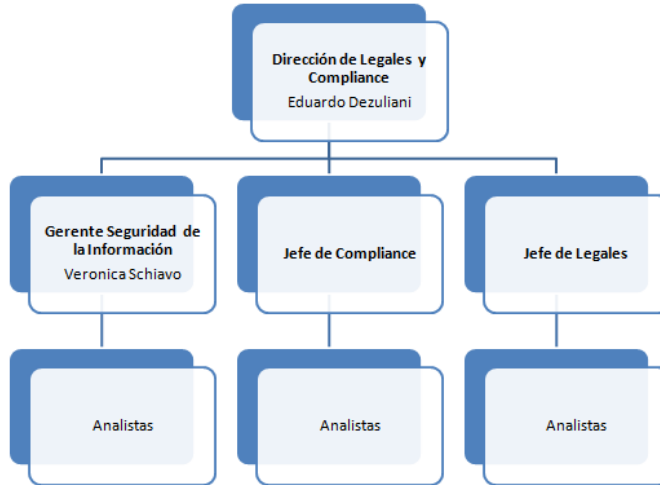 Dirección de Legales y
Compliance
Eduardo Dezuliani
Gerente Seguridad de
la Información
Veronica Schiavo
Jefe de Compliance
Jefe de Legales
Analistas
Analistas
Analistas